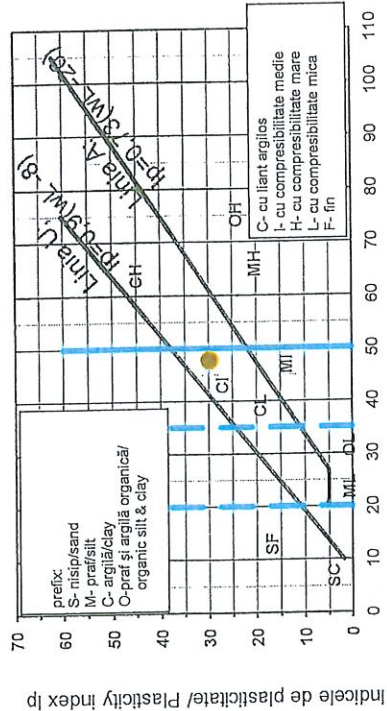 Indicele de plasticitate/ Plasticity index Ip
70
60
50
40
30
20
10
0
prefix:
S- nisip/sand
M- praf/silt
C- argilă/clay
O-praf și argilă organică/
organic silt & clay
Linia U,
Ip=0,9(WL-8)
Linia A,
Ip=0,73(WL-20)
CH
CI
CL
SF
SC
ML
OL
MI
MH
OH
C- cu liant argilos
I- cu compresibilitate medie
H- cu compresibilitate mare
L- cu compresibilitate mica
F- fin
0
10
20
30
40
50
60
70
80
90
100
110